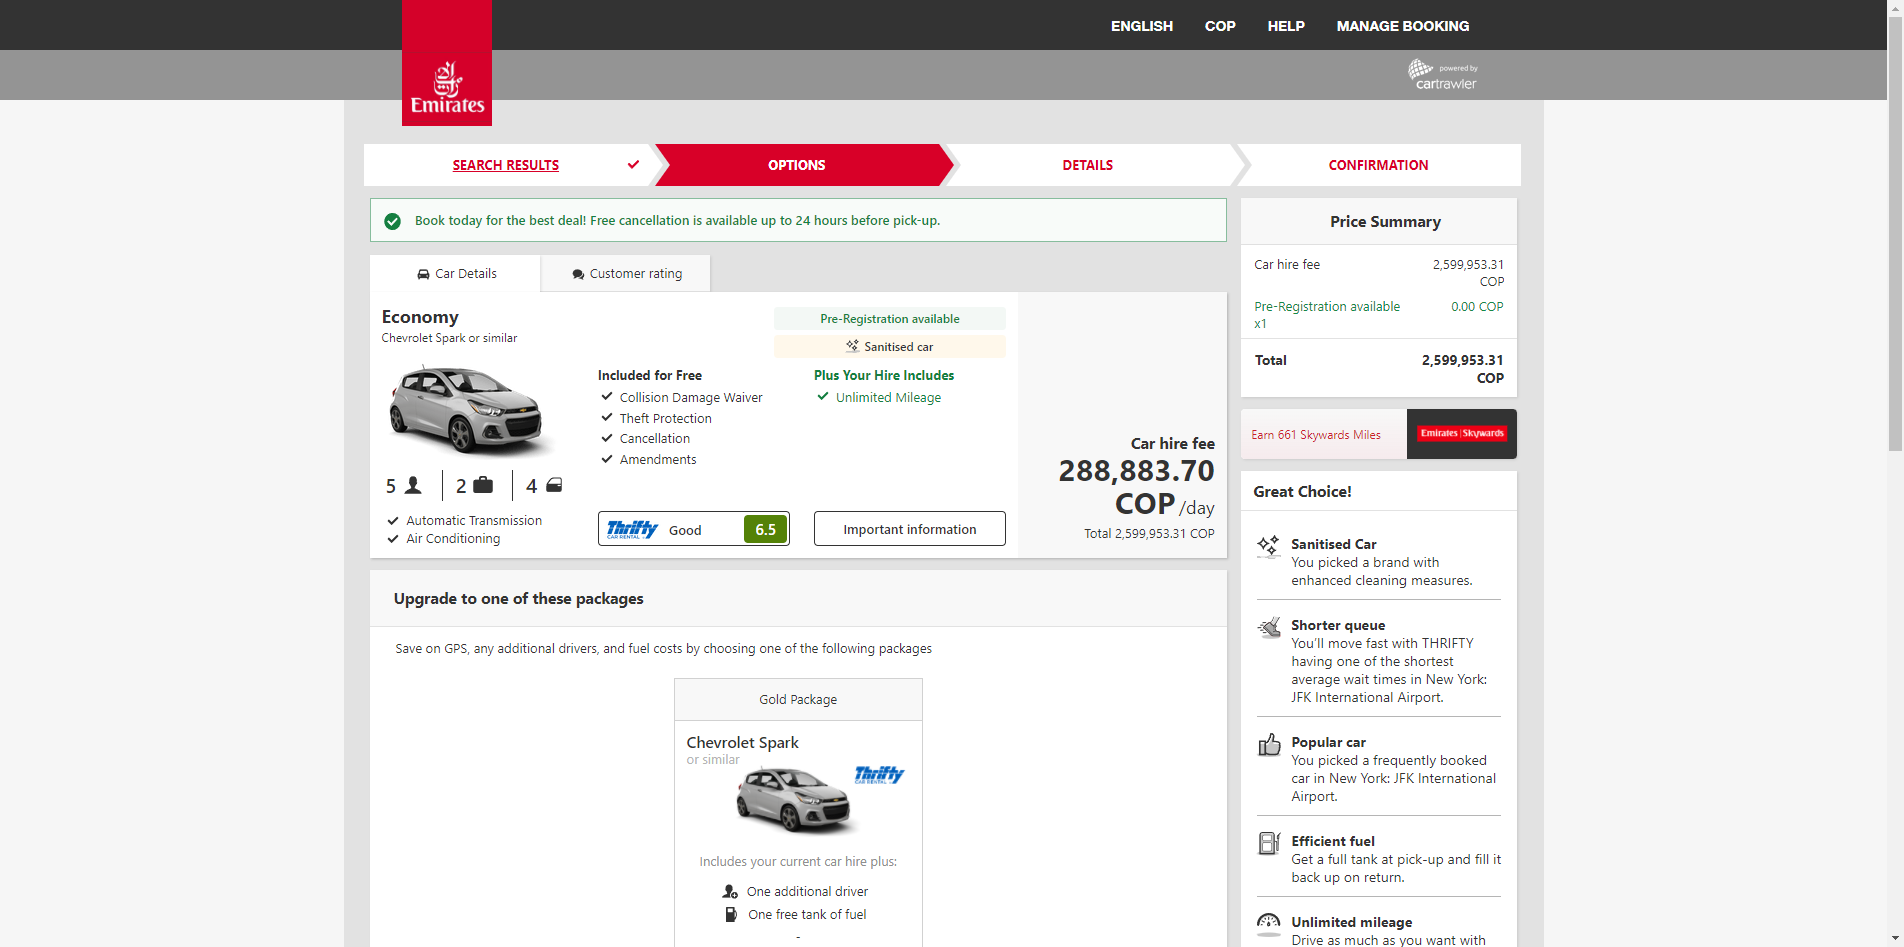 ENGLISH COP HELP MANAGE BOOKING
Emirates
powered by
cartrawler
SEARCH RESULTS
OPTIONS
DETAILS
CONFIRMATION
Book today for the best deal! Free cancellation is available up to 24 hours before pick-up.
Car Details
Customer rating
Economy
Chevrolet Spark or similar
5 2 4
Automatic Transmission
Air Conditioning
Pre-Registration available
Sanitised car
Included for Free
Collision Damage Waiver
Theft Protection
Cancellation
Amendments
Plus Your Hire Includes
Unlimited Mileage
Thrifty
CAR RENTAL
Good
6.5
Important information
Car hire fee
288,883.70
COP /day
Total 2,599,953.31 COP
Upgrade to one of these packages
Save on GPS, any additional drivers, and fuel costs by choosing one of the following packages
Gold Package
Chevrolet Spark
or similar
Thrifty
CAR RENTAL
Includes your current car hire plus:
One additional driver
One free tank of fuel
-
Price Summary
Car hire fee 2,599,953.31
COP
Pre-Registration available 0.00 COP
x1
Total 2,599,953.31
COP
Earn 661 Skywards Miles
Emirates | Skywards
Great Choice!
Sanitised Car
You picked a brand with
enhanced cleaning measures.
Shorter queue
You'll move fast with THRIFTY
having one of the shortest
average wait times in New York:
JFK International Airport.
Popular car
You picked a frequently booked
car in New York: JFK International
Airport.
Efficient fuel
Get a full tank at pick-up and fill it
back up on return.
Unlimited mileage
Drive as much as you want with